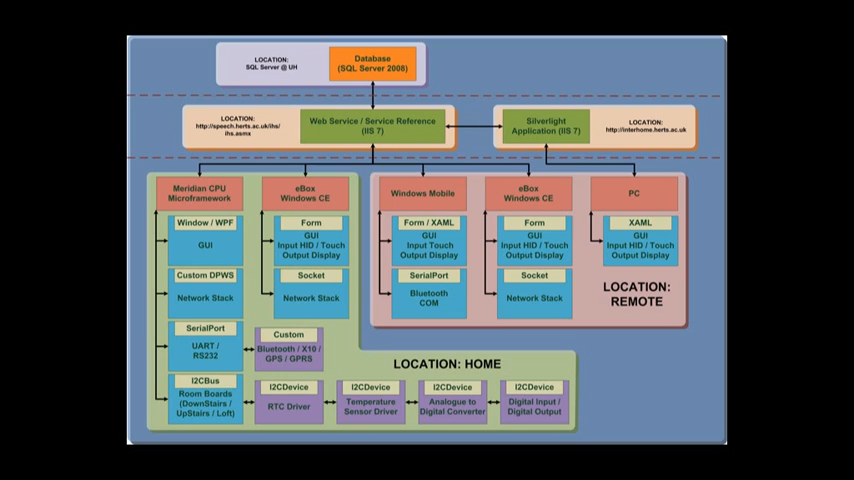 LOCATION:
SQL Server @ UH
Database
(SQL Server 2008)
LOCATION:
http://speech.herts.ac.uk/ihs/
ihs.asmx
Web Service / Service Reference
(IIS 7)
Silverlight
Application (IIS 7)
LOCATION:
http://interhome.herts.ac.uk
Meridian CPU
Microframework
eBox
Windows CE
Windows Mobile
eBox
Windows CE
PC
Window / WPF
GUI
Form
GUI
Input HID / Touch
Output Display
Form / XAML
GUI
Input Touch
Output Display
Form
GUI
Input HID / Touch
Output Display
XAML
GUI
Input HID / Touch
Output Display
Custom DPWS
Network Stack
Socket
Network Stack
SerialPort
Bluetooth
COM
Socket
Network Stack
LOCATION:
REMOTE
SerialPort
UART /
RS232
Custom
Bluetooth / X10 /
GPS / GPRS
LOCATION: HOME
I2CBus
Room Boards
(DownStairs /
UpStairs / Loft)
I2CDevice
RTC Driver
I2CDevice
Temperature
Sensor Driver
I2CDevice
Analogue to
Digital Converter
I2CDevice
Digital Input /
Digital Output